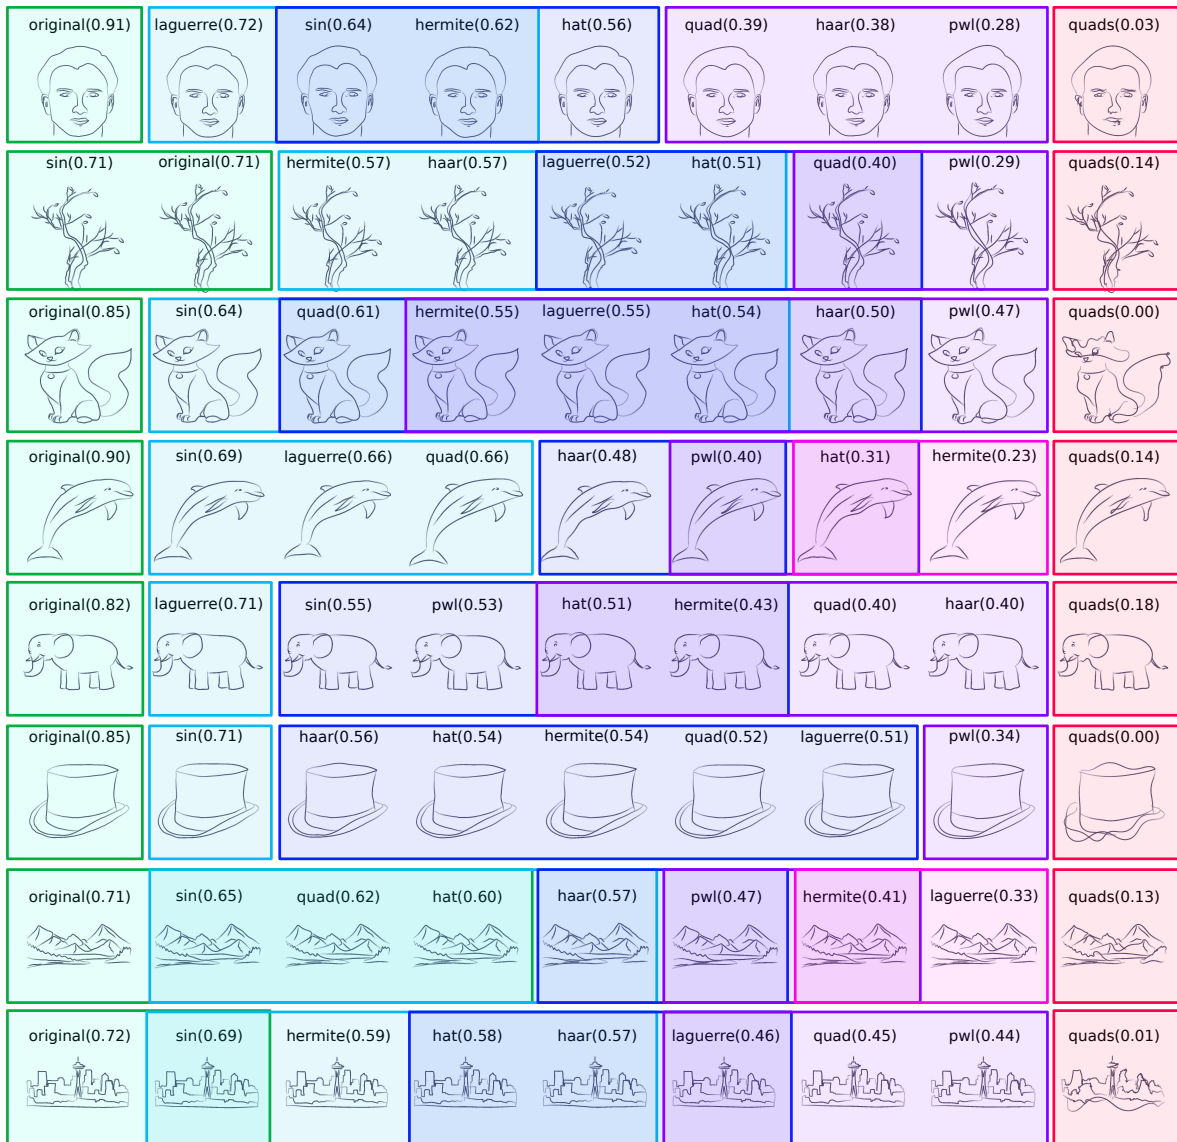 original(0.91) laguerre(0.72) sin(0.64) hermite(0.62) hat(0.56) quad(0.39) haar(0.38) pwl(0.28) quads(0.03)
sin(0.71) original(0.71) hermite(0.57) haar(0.57) laguerre(0.52) hat(0.51) quad(0.40) pwl(0.29) quads(0.14)
original(0.85) sin(0.64) quad(0.61) hermite(0.55) laguerre(0.55) hat(0.54) haar(0.50) pwl(0.47) quads(0.00)
original(0.90) sin(0.69) laguerre(0.66) quad(0.66) haar(0.48) pwl(0.40) hat(0.31) hermite(0.23) quads(0.14)
original(0.82) laguerre(0.71) sin(0.55) pwl(0.53) hat(0.51) hermite(0.43) quad(0.40) haar(0.40) quads(0.18)
original(0.85) sin(0.71) haar(0.56) hat(0.54) hermite(0.54) quad(0.52) laguerre(0.51) pwl(0.34) quads(0.00)
original(0.71) sin(0.65) quad(0.62) hat(0.60) haar(0.57) pwl(0.47) hermite(0.41) laguerre(0.33) quads(0.13)
original(0.72) sin(0.69) hermite(0.59) hat(0.58) haar(0.57) laguerre(0.46) quad(0.45) pwl(0.44) quads(0.01)